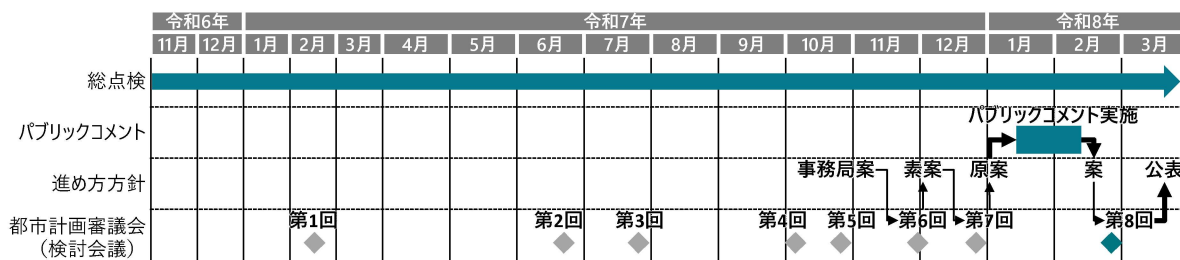 令和6年 令和7年 令和8年
11月 12月 1月 2月 3月 4月 5月 6月 7月 8月 9月 10月 11月 12月 1月 2月 3月
総点検
パブリックコメント パブリックコメント実施
進め方方針 事務局案 素案 原案 案 公表
都市計画審議会 第1回 第2回 第3回 第4回 第5回 第6回 第7回 第8回
（検討会議）